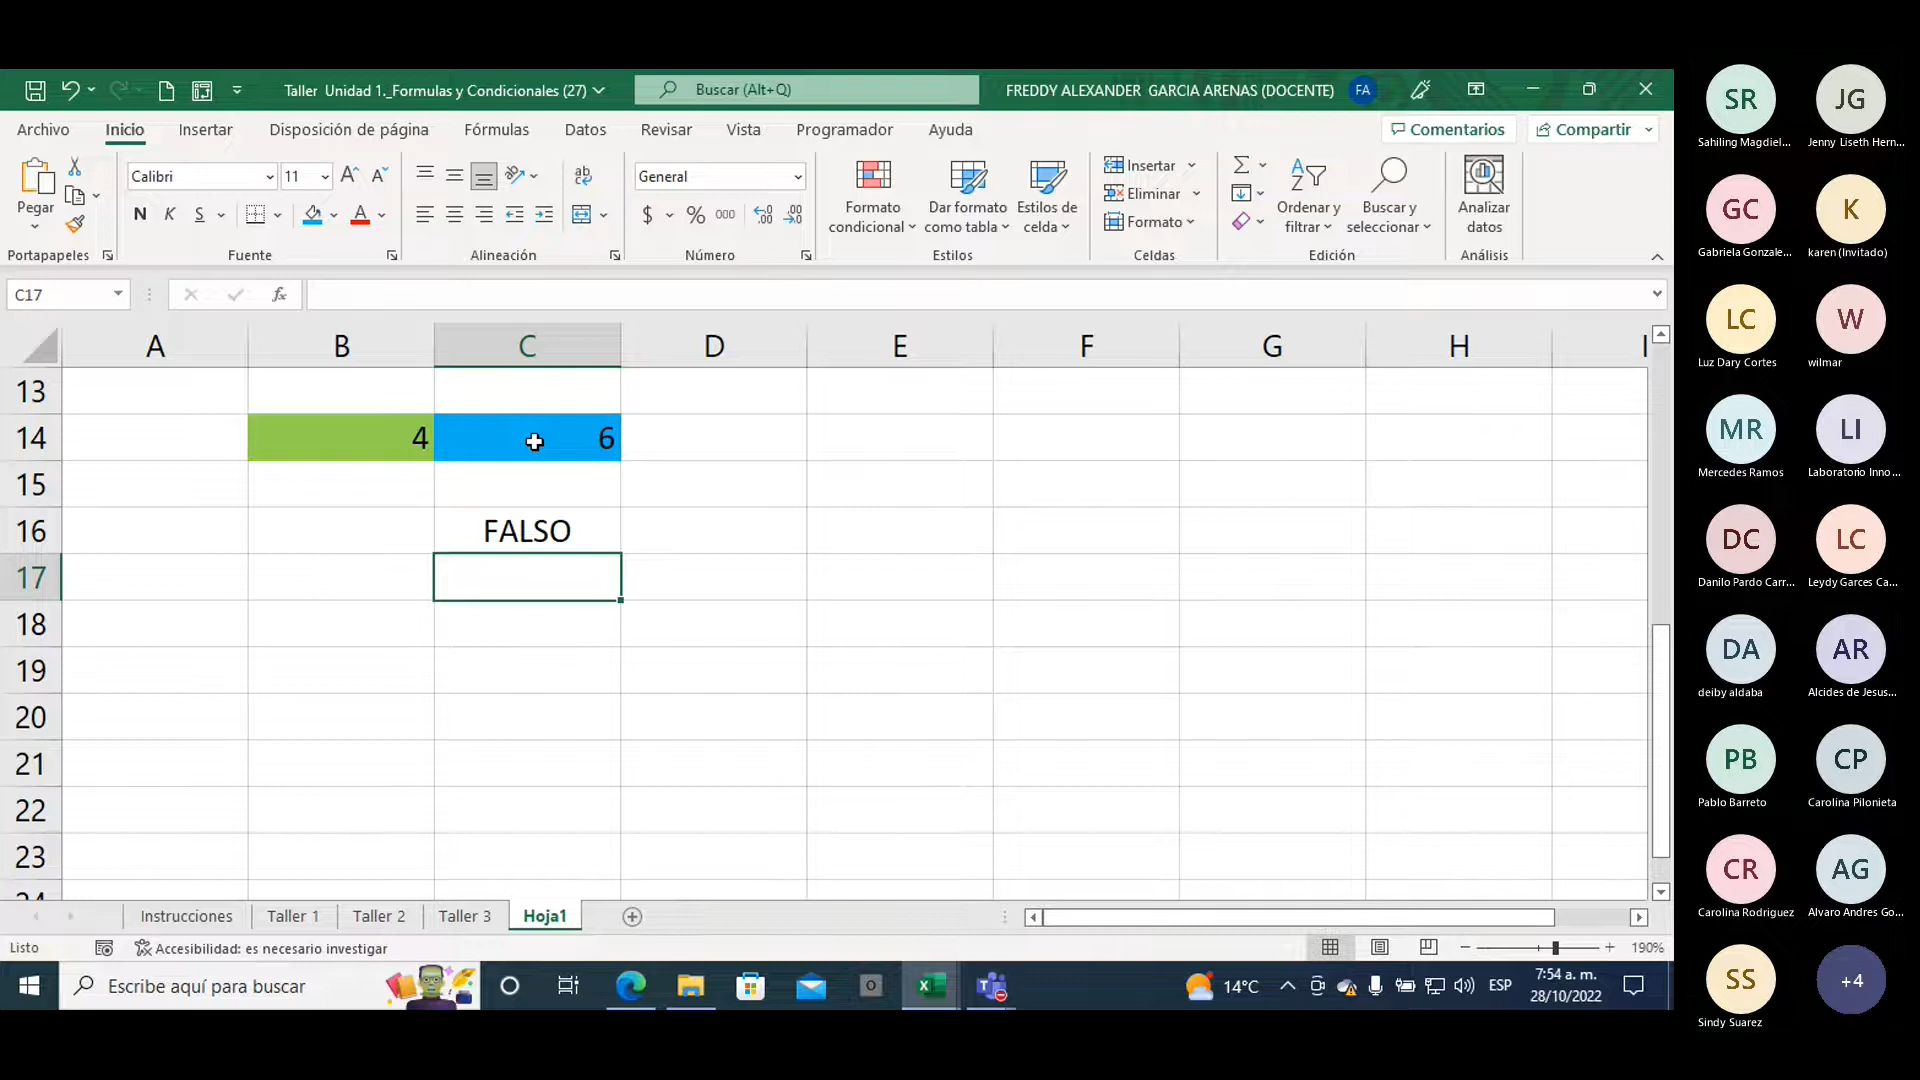 Taller Unidad 1._Formulas y Condicionales (27)
Buscar (Alt+Q)
FREDDY ALEXANDER GARCIA ARENAS (DOCENTE)
FA
Archivo
Inicio
Insertar
Disposición de página
Fórmulas
Datos
Revisar
Vista
Programador
Ayuda
Comentarios
Compartir
Pegar
Calibri
11
General
N K S
Formato condicional
Dar formato como tabla
Estilos de celda
Insertar
Eliminar
Formato
Ordenar y filtrar
Buscar y seleccionar
Analizar datos
Portapapeles
Fuente
Alineación
Número
Estilos
Celdas
Edición
Análisis
C17
fx
A B C D E F G H I
13
14 4 6
15
16 FALSO
17
18
19
20
21
22
23
24
Instrucciones
Taller 1
Taller 2
Taller 3
Hoja1
Listo
Accesibilidad: es necesario investigar
190%
Escribe aquí para buscar
14°C
ESP
7:54 a. m.
28/10/2022
SR
Sahiling Magdiel...
JG
Jenny Liseth Hern...
GC
Gabriela Gonzale...
K
karen (Invitado)
LC
Luz Dary Cortes
W
wilmar
MR
Mercedes Ramos
LI
Laboratorio Inno...
DC
Danilo Pardo Carr...
LC
Leydy Garces Ca...
DA
deiby aldaba
AR
Alcides de Jesus...
PB
Pablo Barreto
CP
Carolina Pilonieta
CR
Carolina Rodriguez
AG
Alvaro Andres Go...
SS
Sindy Suarez
+4